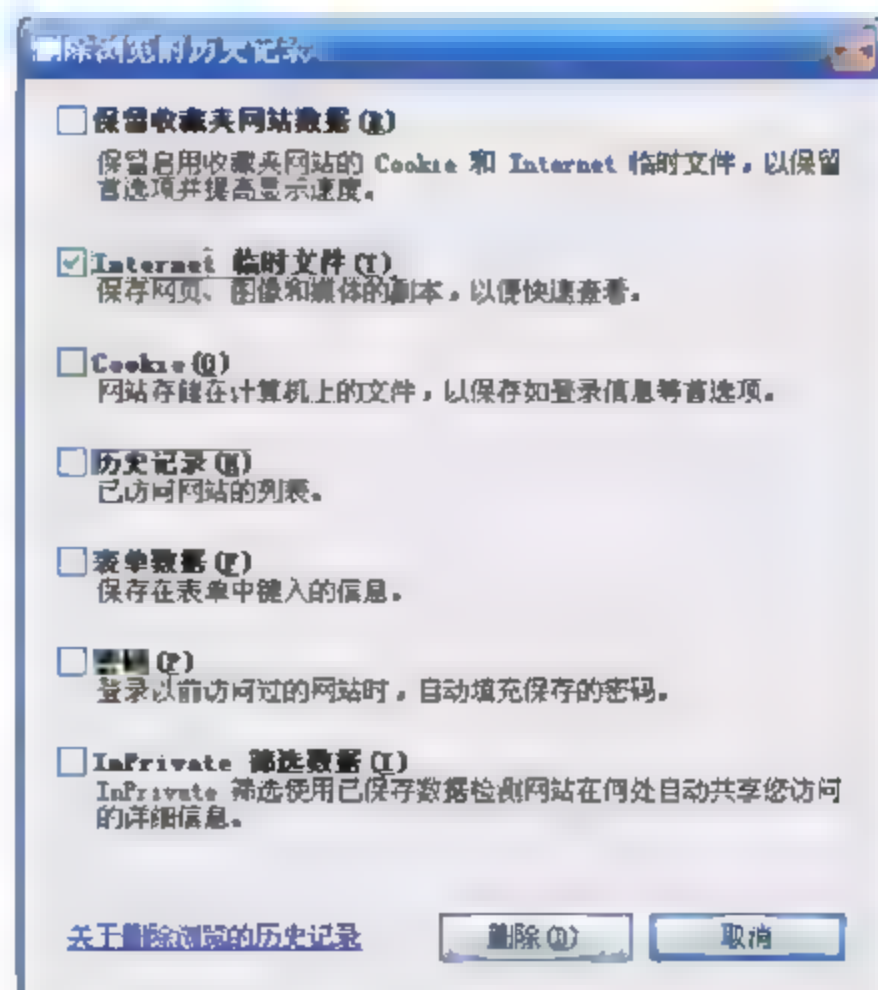 删除浏览的历史记录
保留收藏夹网站数据(R)
保留启用收藏夹网站的 Cookie 和 Internet 临时文件，以保留
首选项并提高显示速度。
Internet 临时文件(T)
保存网页、图像和媒体的副本，以便快速查看。
Cookie(O)
网站存储在计算机上的文件，以保存如登录信息等首选项。
历史记录(H)
已访问网站的列表。
表单数据(F)
保存在表单中键入的信息。
(P)
登录以前访问过的网站时，自动填充保存的密码。
InPrivate 筛选数据(I)
InPrivate 筛选使用已保存数据检测网站在何处自动共享您访问
的详细信息。
关于删除浏览的历史记录
删除(D)
取消